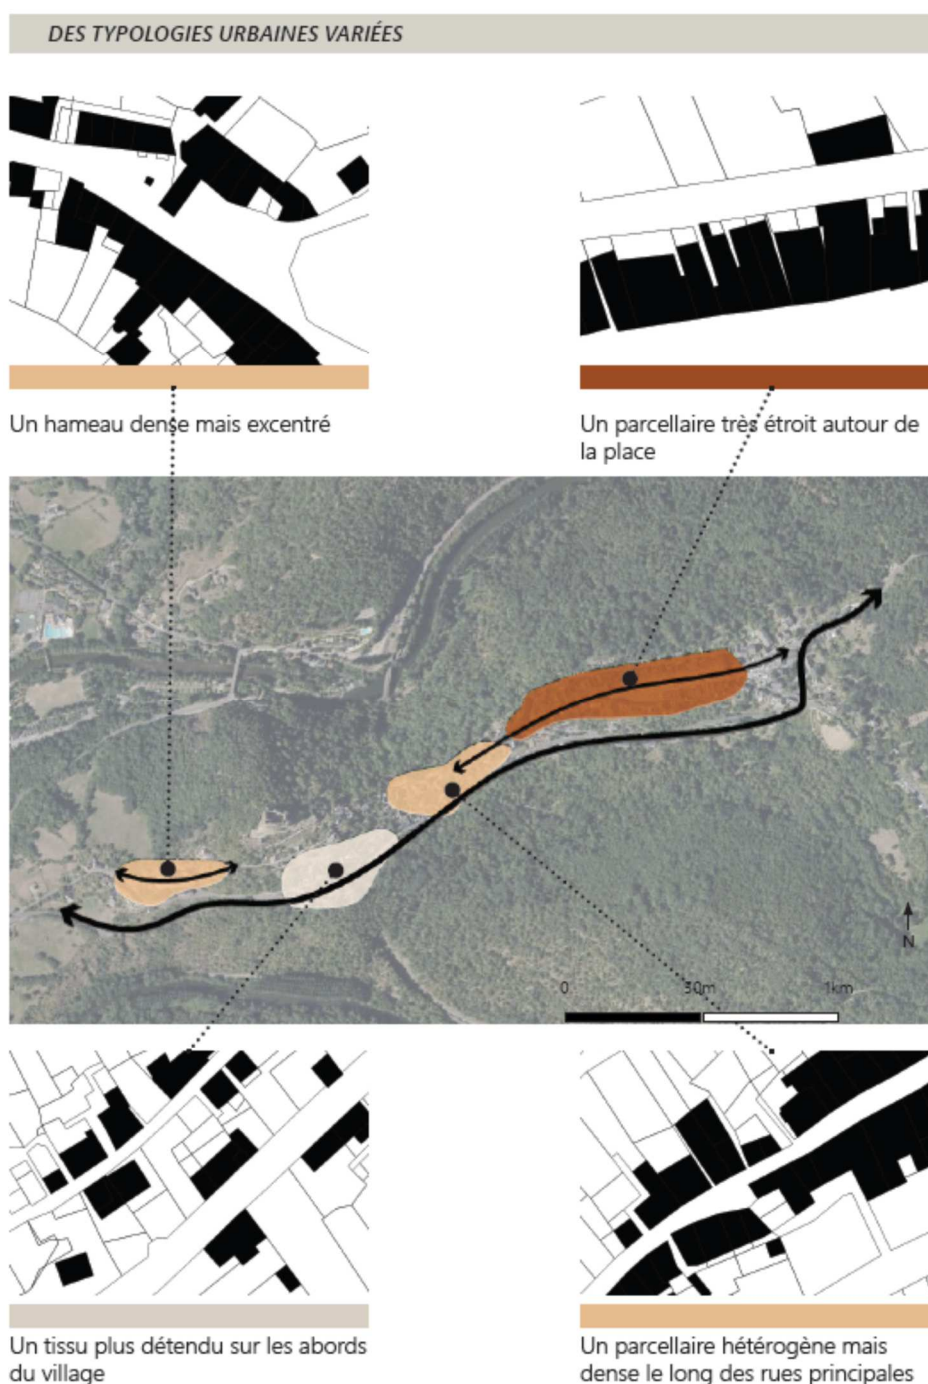 DES TYPOLOGIES URBAINES VARIÉES
Un hameau dense mais excentré
Un parcellaire très étroit autour de
la place
N
0 30m 1km
Un tissu plus détendu sur les abords
du village
Un parcellaire hétérogène mais
dense le long des rues principales